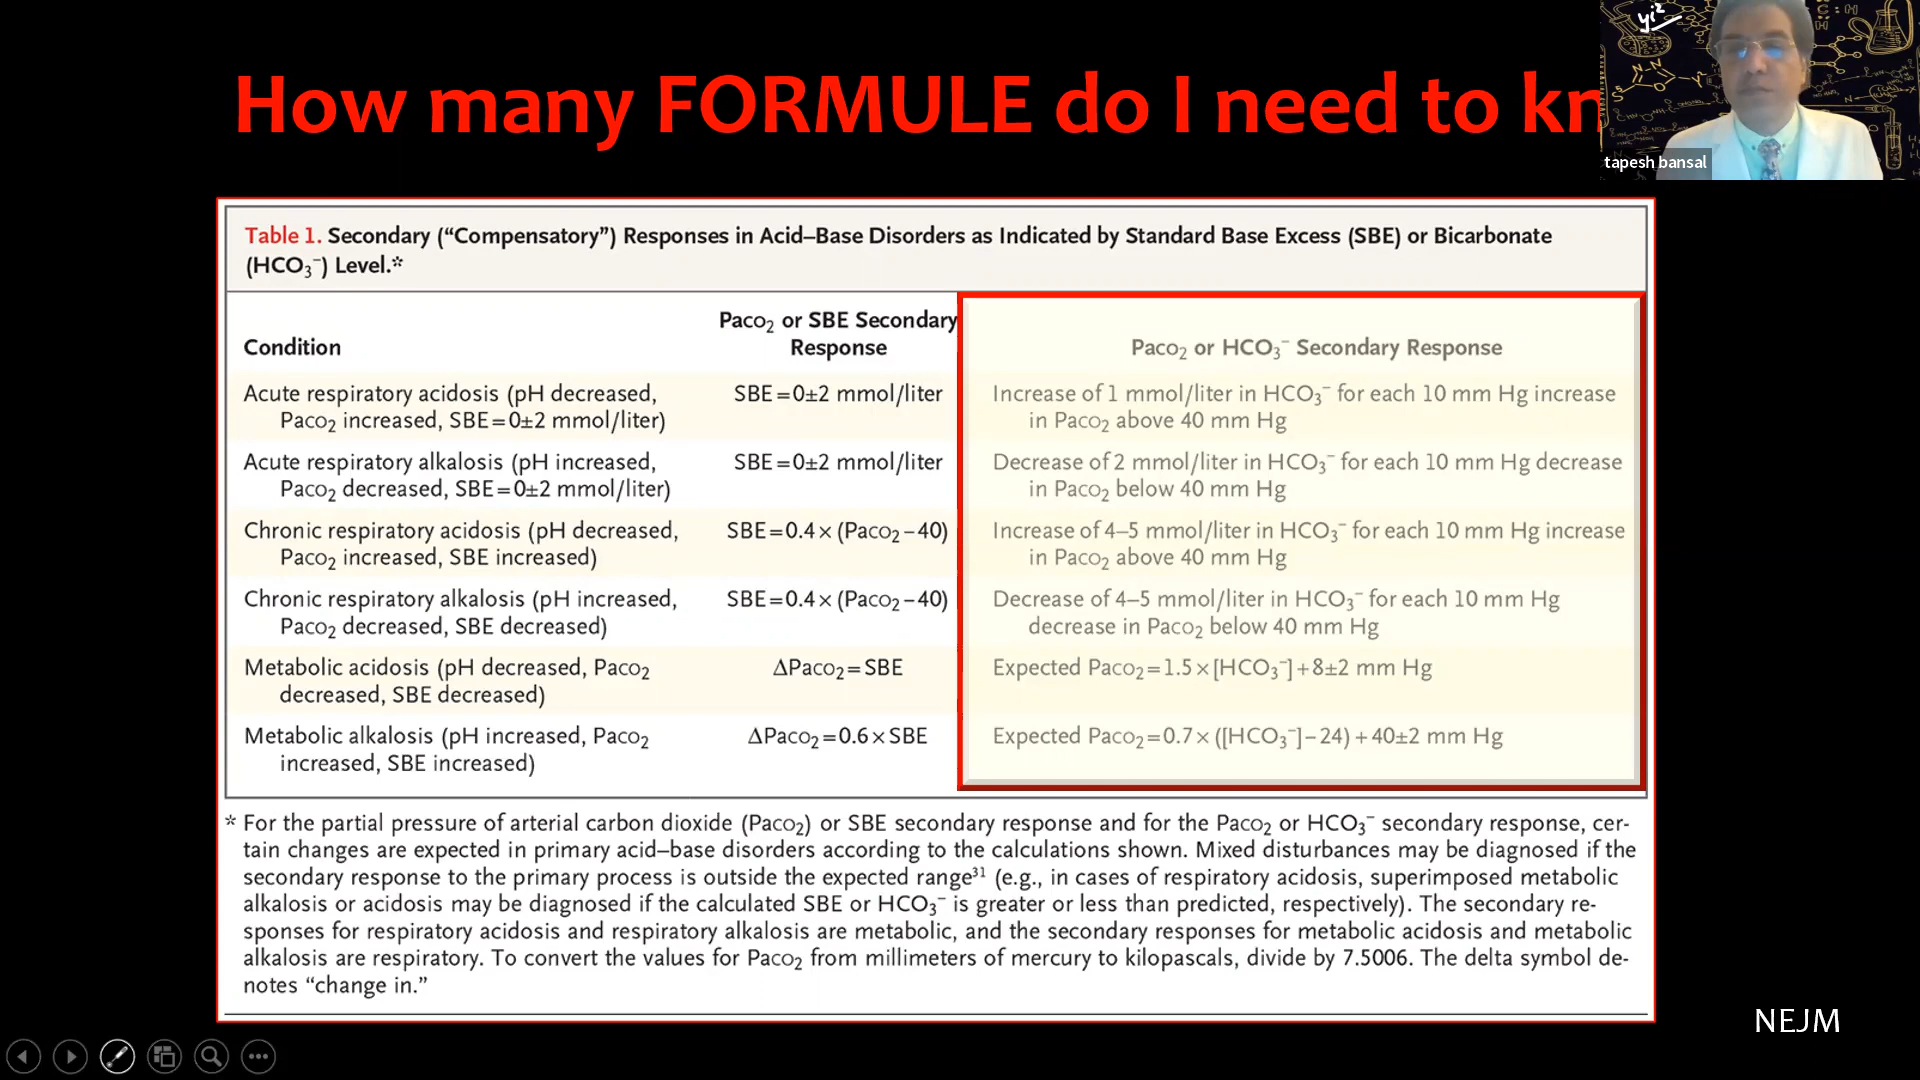 How many FORMULE do I need to kn
tapesh bansal
Table 1. Secondary (“Compensatory”) Responses in Acid–Base Disorders as Indicated by Standard Base Excess (SBE) or Bicarbonate
(HCO₃⁻) Level.*
Condition
Paco₂ or SBE Secondary
Response
Paco₂ or HCO₃⁻ Secondary Response
Acute respiratory acidosis (pH decreased,
Paco₂ increased, SBE=0±2 mmol/liter)
SBE=0±2 mmol/liter
Increase of 1 mmol/liter in HCO₃⁻ for each 10 mm Hg increase
in Paco₂ above 40 mm Hg
Acute respiratory alkalosis (pH increased,
Paco₂ decreased, SBE=0±2 mmol/liter)
SBE=0±2 mmol/liter
Decrease of 2 mmol/liter in HCO₃⁻ for each 10 mm Hg decrease
in Paco₂ below 40 mm Hg
Chronic respiratory acidosis (pH decreased,
Paco₂ increased, SBE increased)
SBE=0.4×(Paco₂−40)
Increase of 4–5 mmol/liter in HCO₃⁻ for each 10 mm Hg increase
in Paco₂ above 40 mm Hg
Chronic respiratory alkalosis (pH increased,
Paco₂ decreased, SBE decreased)
SBE=0.4×(Paco₂−40)
Decrease of 4–5 mmol/liter in HCO₃⁻ for each 10 mm Hg
decrease in Paco₂ below 40 mm Hg
Metabolic acidosis (pH decreased, Paco₂
decreased, SBE decreased)
ΔPaco₂=SBE
Expected Paco₂=1.5×[HCO₃⁻]+8±2 mm Hg
Metabolic alkalosis (pH increased, Paco₂
increased, SBE increased)
ΔPaco₂=0.6×SBE
Expected Paco₂=0.7×([HCO₃⁻]−24)+40±2 mm Hg
* For the partial pressure of arterial carbon dioxide (Paco₂) or SBE secondary response and for the Paco₂ or HCO₃⁻ secondary response, cer-
tain changes are expected in primary acid–base disorders according to the calculations shown. Mixed disturbances may be diagnosed if the
secondary response to the primary process is outside the expected range³¹ (e.g., in cases of respiratory acidosis, superimposed metabolic
alkalosis or acidosis may be diagnosed if the calculated SBE or HCO₃⁻ is greater or less than predicted, respectively). The secondary re-
sponses for respiratory acidosis and respiratory alkalosis are metabolic, and the secondary responses for metabolic acidosis and metabolic
alkalosis are respiratory. To convert the values for Paco₂ from millimeters of mercury to kilopascals, divide by 7.5006. The delta symbol de-
notes “change in.”
NEJM